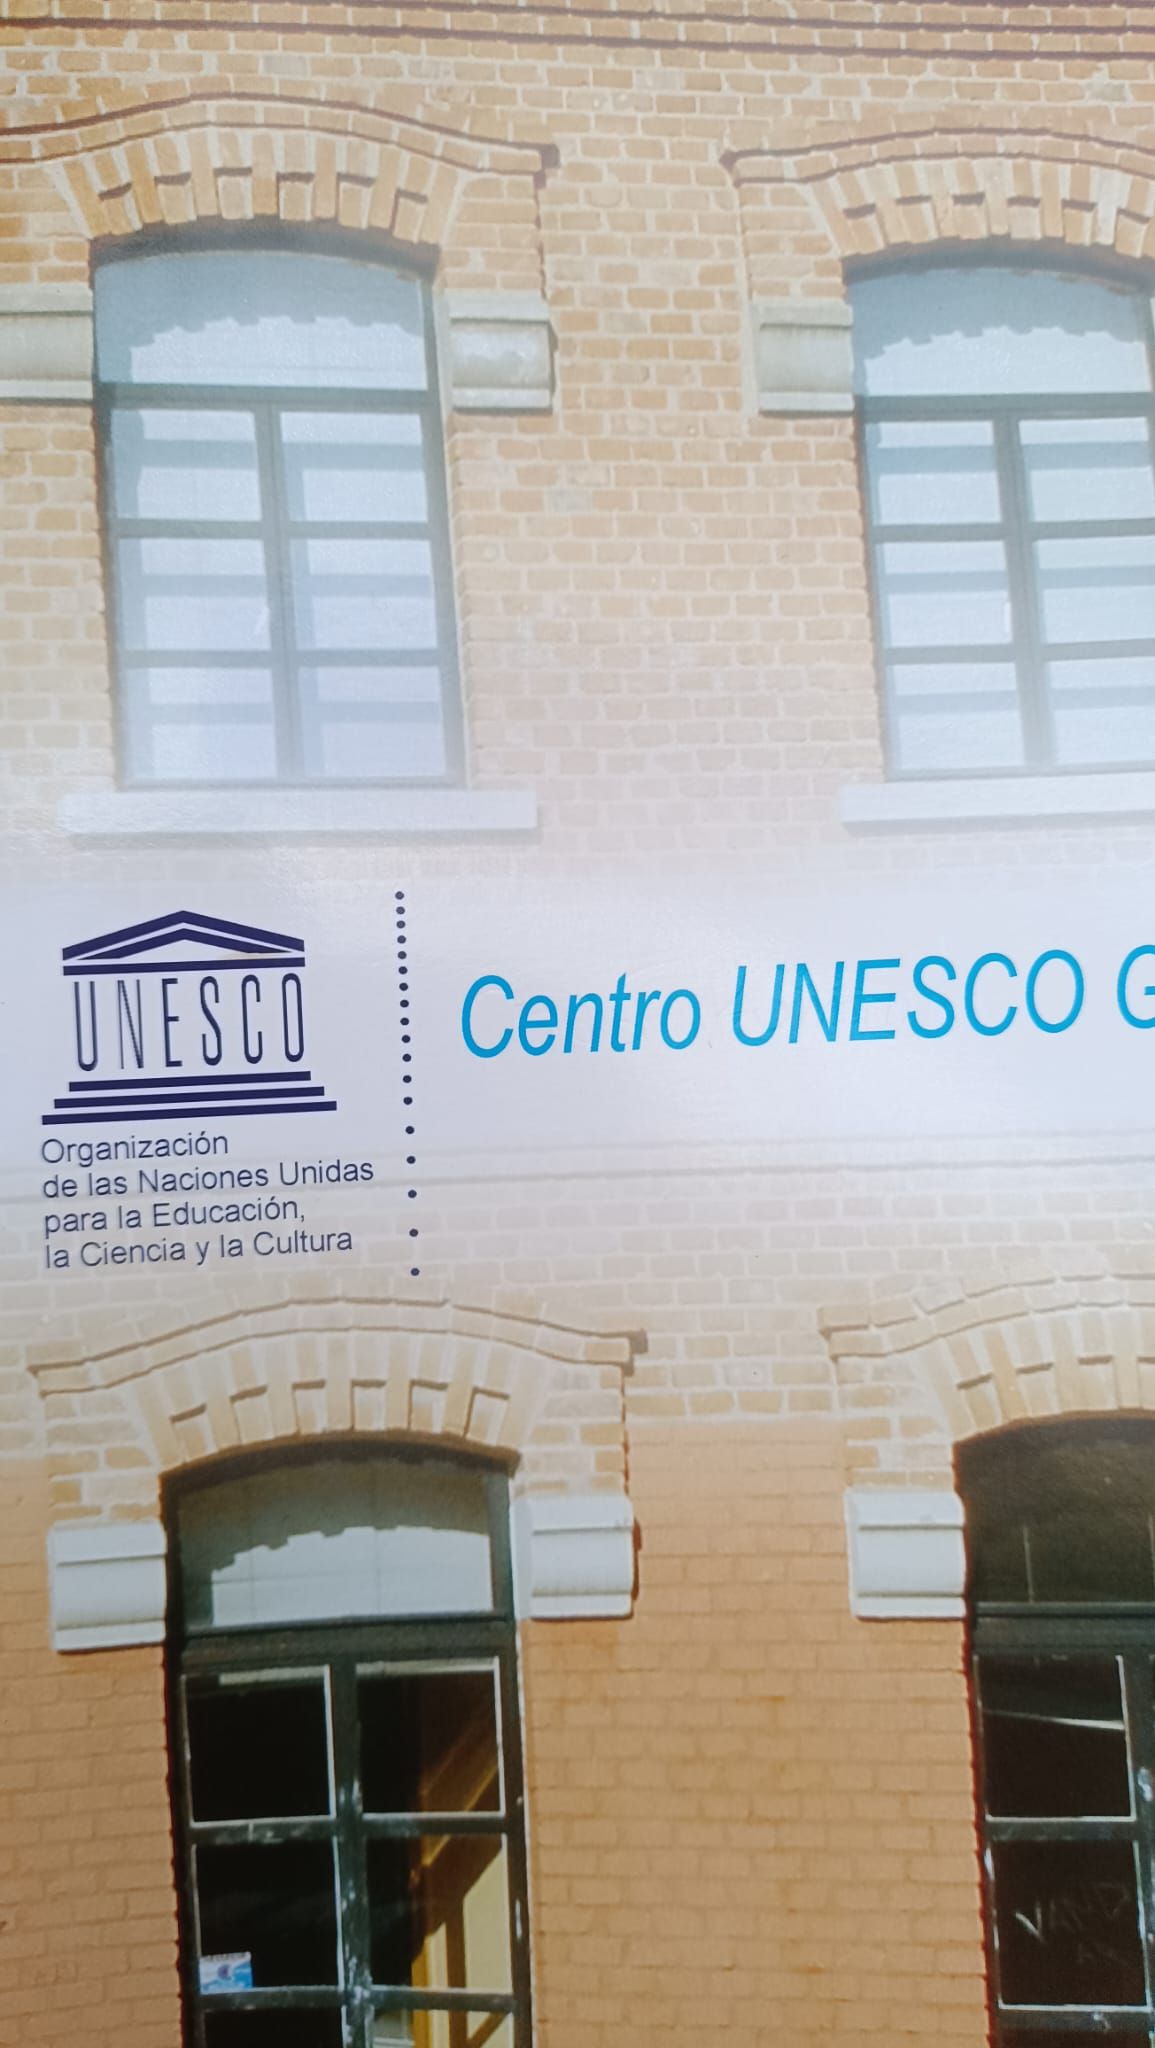 UNESCO
Organización
de las Naciones Unidas
para la Educación,
la Ciencia y la Cultura
Centro UNESCO G